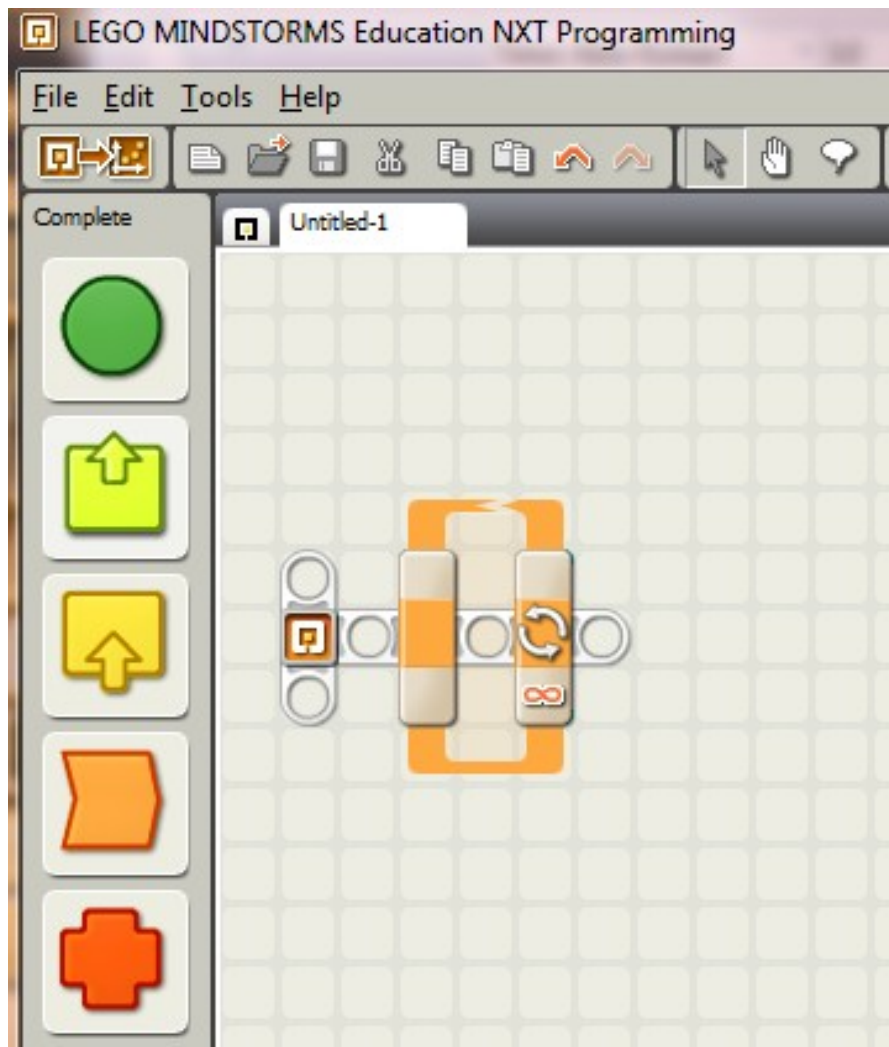 LEGO MINDSTORMS Education NXT Programming
File Edit Tools Help
Complete
Untitled-1
∞